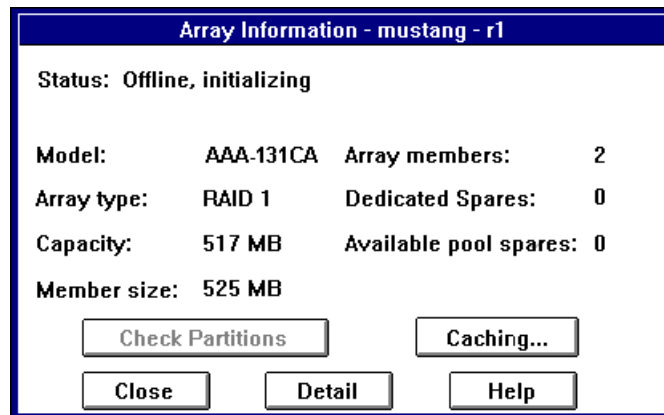 Array Information - mustang - r1
Status: Offline, initializing
Model: AAA-131CA Array members: 2
Array type: RAID 1 Dedicated Spares: 0
Capacity: 517 MB Available pool spares: 0
Member size: 525 MB
Check Partitions Caching...
Close Detail Help